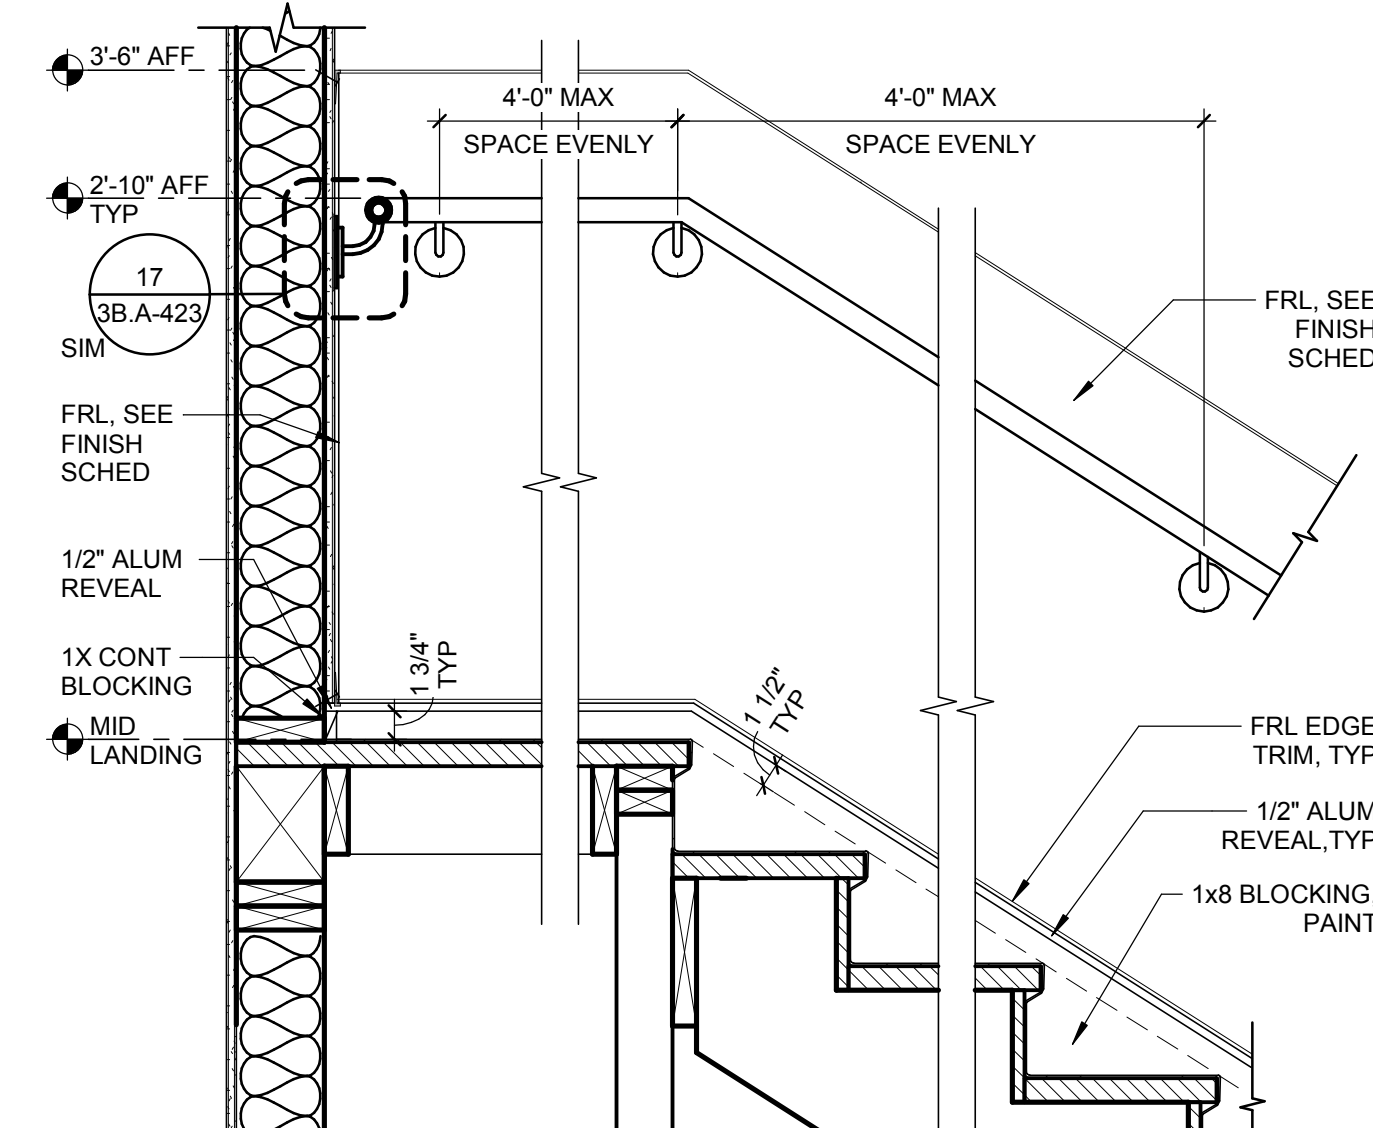 3'-6" AFF
4'-0" MAX
SPACE EVENLY
4'-0" MAX
SPACE EVENLY
2'-10" AFF
TYP
17
3B.A-423
SIM
FRL, SEE
FINISH
SCHED
FRL, SEE
FINISH
SCHED
1/2" ALUM
REVEAL
1X CONT
BLOCKING
MID
LANDING
1 3/4"
TYP
1 1/2"
TYP
FRL EDGE
TRIM, TYP
1/2" ALUM
REVEAL,TYP
1x8 BLOCKING,
PAINT